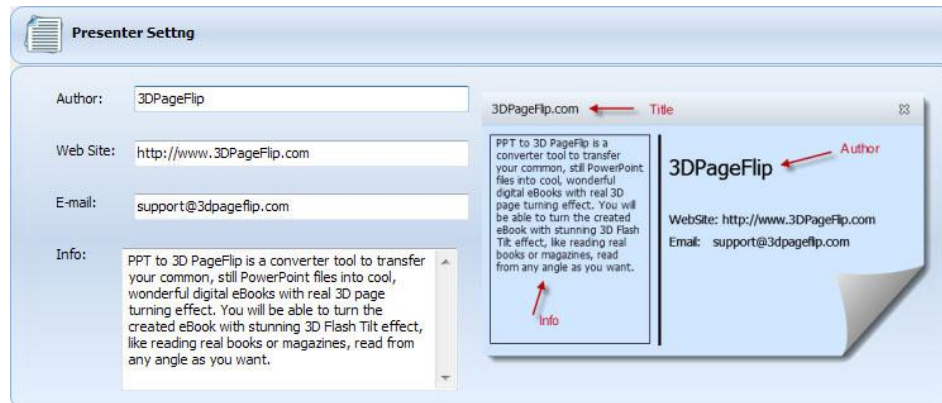 Presenter Settng
Author:
3DPageFlip
Web Site:
http://www.3DPageFlip.com
E-mail:
support@3dpageflip.com
Info:
PPT to 3D PageFlip is a converter tool to transfer
your common, still PowerPoint files into cool,
wonderful digital eBooks with real 3D page
turning effect. You will be able to turn the
created eBook with stunning 3D Flash Tilt effect,
like reading real books or magazines, read from
any angle as you want.
3DPageFlip.com
Title
PPT to 3D PageFlip is a
converter tool to transfer
your common, still PowerPoint
files into cool, wonderful
digital eBooks with real 3D
page turning effect. You will
be able to turn the created
eBook with stunning 3D Flash
Tilt effect, like reading real
books or magazines, read
from any angle as you want.
Info
Author
3DPageFlip
WebSite: http://www.3DPageFlip.com
Email: support@3dpageflip.com